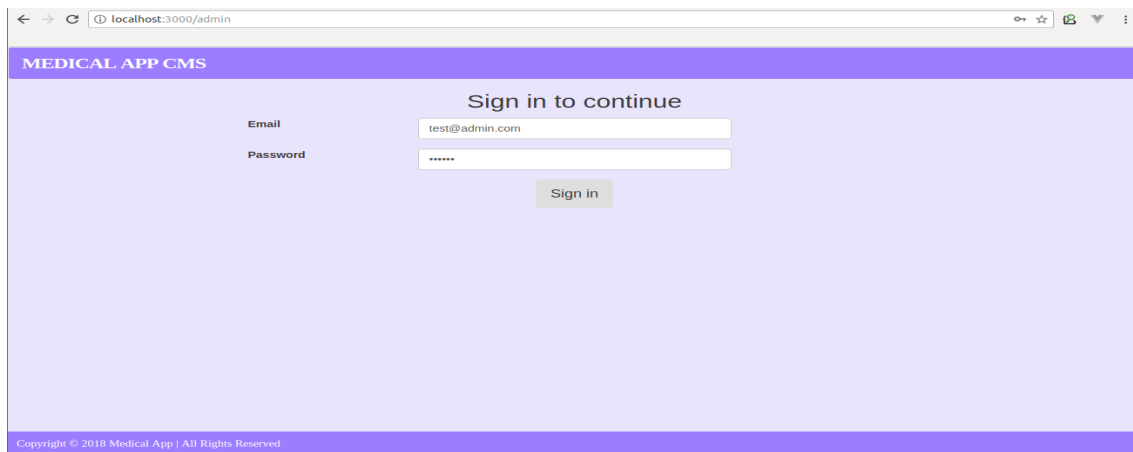 localhost:3000/admin
MEDICAL APP CMS
Sign in to continue
Email
test@admin.com
Password
••••••
Sign in
Copyright © 2018 Medical App | All Rights Reserved